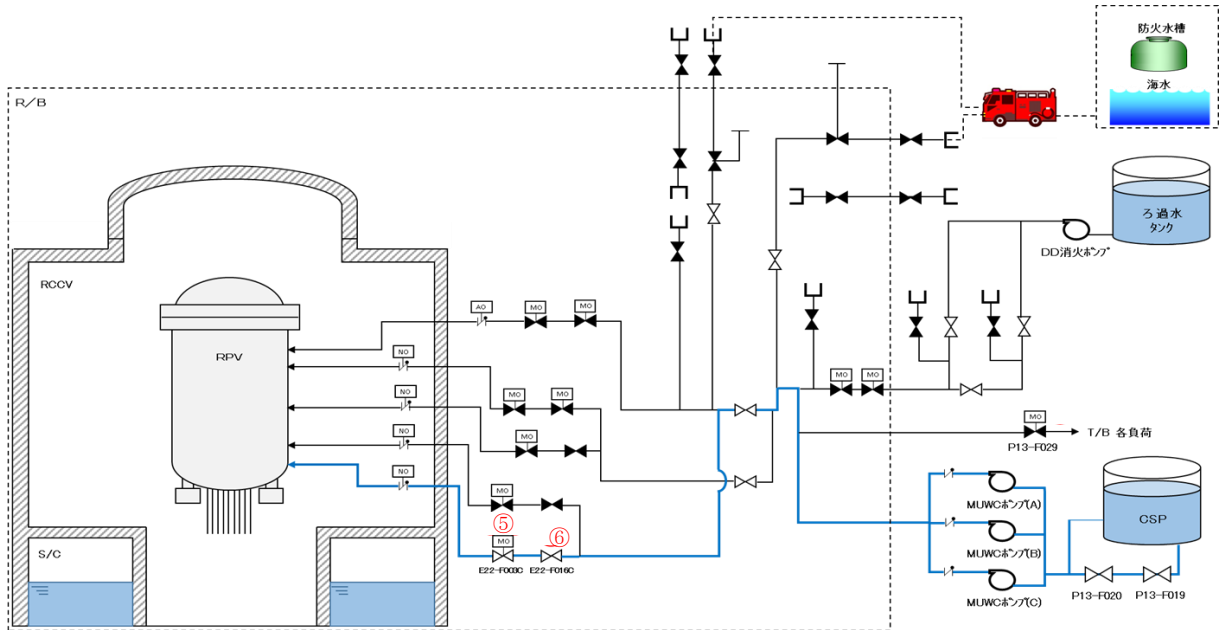 防火水槽
海水
R/B
ろ過水
タンク
DD消火ポンプ
RCCV
AO
MO
MO
RPV
NO
MO
MO
NO
MO
MO
MO
MO
T/B 各負荷
P13-F029
NO
MO
NO
⑤
⑥
MO
E22-F003C
E22-F016C
MUWCポンプ(A)
MUWCポンプ(B)
MUWCポンプ(C)
CSP
P13-F020
P13-F019
S/C